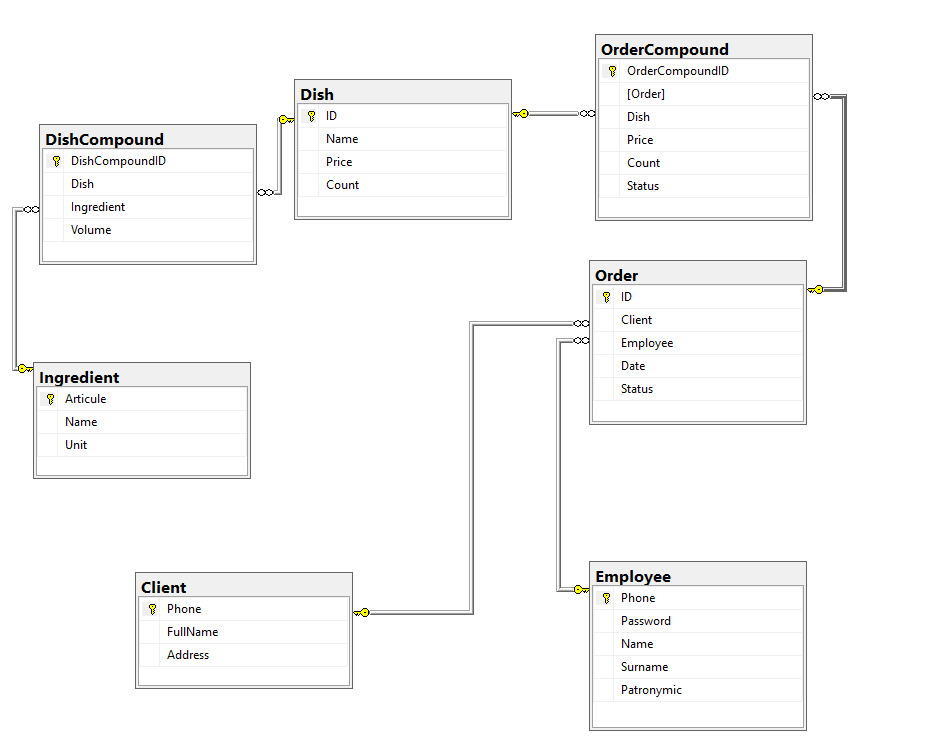 DishCompound
DishCompoundID
Dish
Ingredient
Volume
Dish
ID
Name
Price
Count
OrderCompound
OrderCompoundID
[Order]
Dish
Price
Count
Status
Order
ID
Client
Employee
Date
Status
Ingredient
Articule
Name
Unit
Client
Phone
FullName
Address
Employee
Phone
Password
Name
Surname
Patronymic